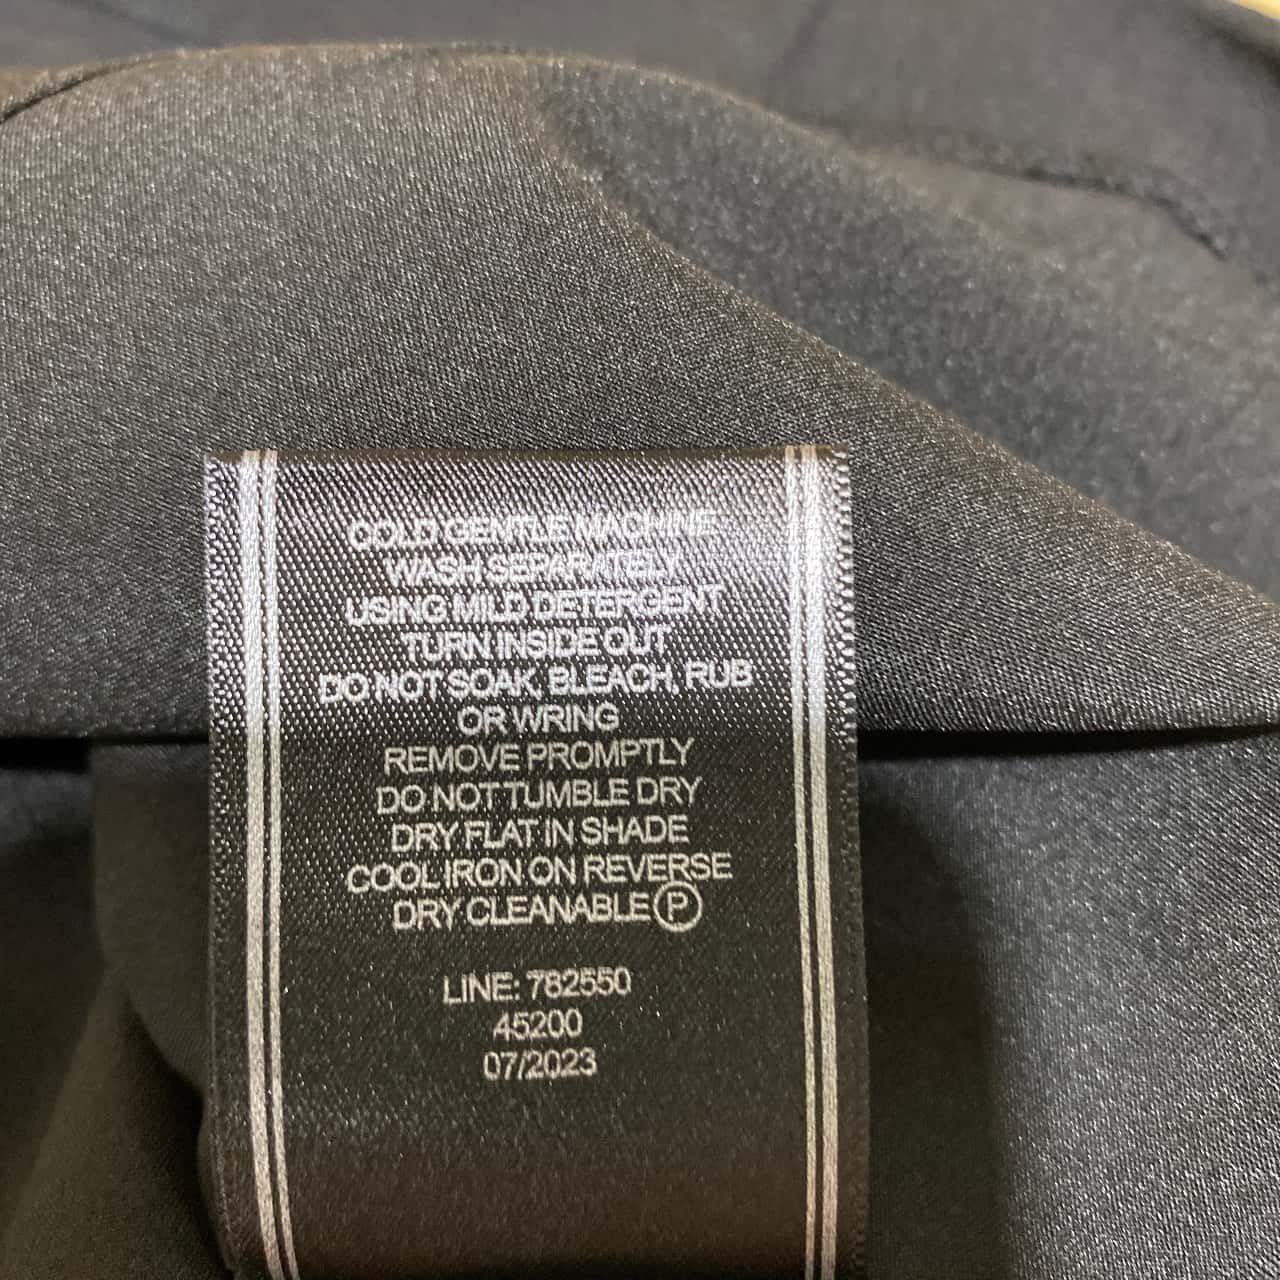 COLD GENTLE MACHINE
WASH SEPARATELY
USING MILD DETERGENT
TURN INSIDE OUT
DO NOT SOAK, BLEACH, RUB
OR WRING
REMOVE PROMPTLY
DO NOT TUMBLE DRY
DRY FLAT IN SHADE
COOL IRON ON REVERSE
DRY CLEANABLE Ⓟ
LINE: 782550
45200
07/2023